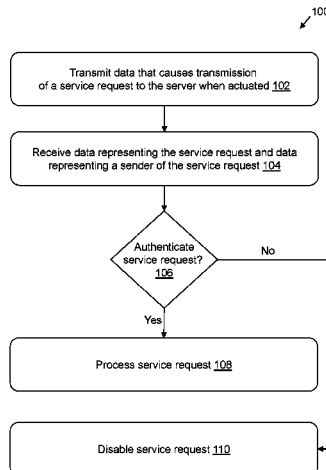 100
Transmit data that causes transmission
of a service request to the server when actuated 102
Receive data representing the service request and data
representing a sender of the service request 104
Authenticate
service request?
106
No
Yes
Process service request 108
Disable service request 110